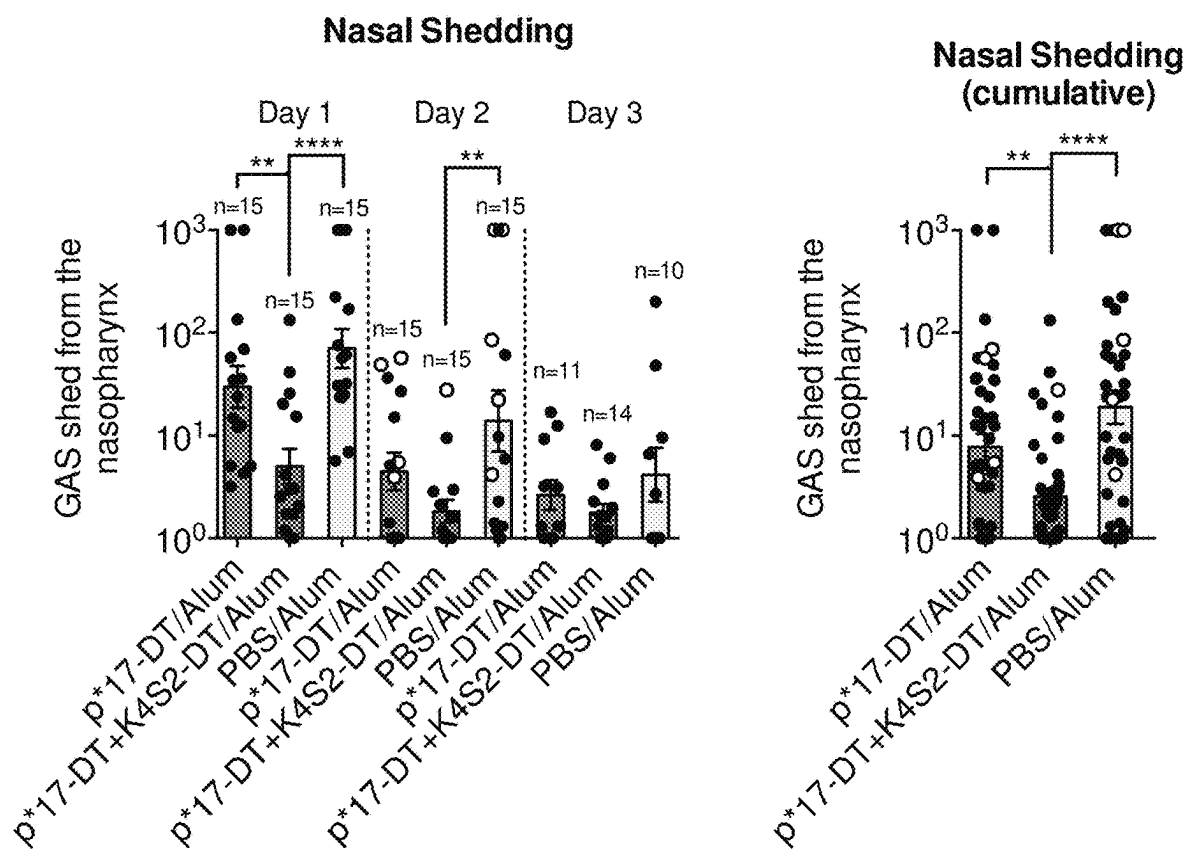 Nasal Shedding
Day 1
Day 2
Day 3
** **** **
n=15 n=15 n=15 n=15 n=15 n=15 n=11 n=14 n=10
GAS shed from the
nasopharynx
10³
10²
10¹
10⁰
p*17-DT/Alum
p*17-DT+K4S2-DT/Alum
PBS/Alum
p*17-DT/Alum
p*17-DT+K4S2-DT/Alum
PBS/Alum
p*17-DT/Alum
p*17-DT+K4S2-DT/Alum
PBS/Alum
Nasal Shedding
(cumulative)
** ****
GAS shed from the
nasopharynx
10³
10²
10¹
10⁰
p*17-DT/Alum
p*17-DT+K4S2-DT/Alum
PBS/Alum